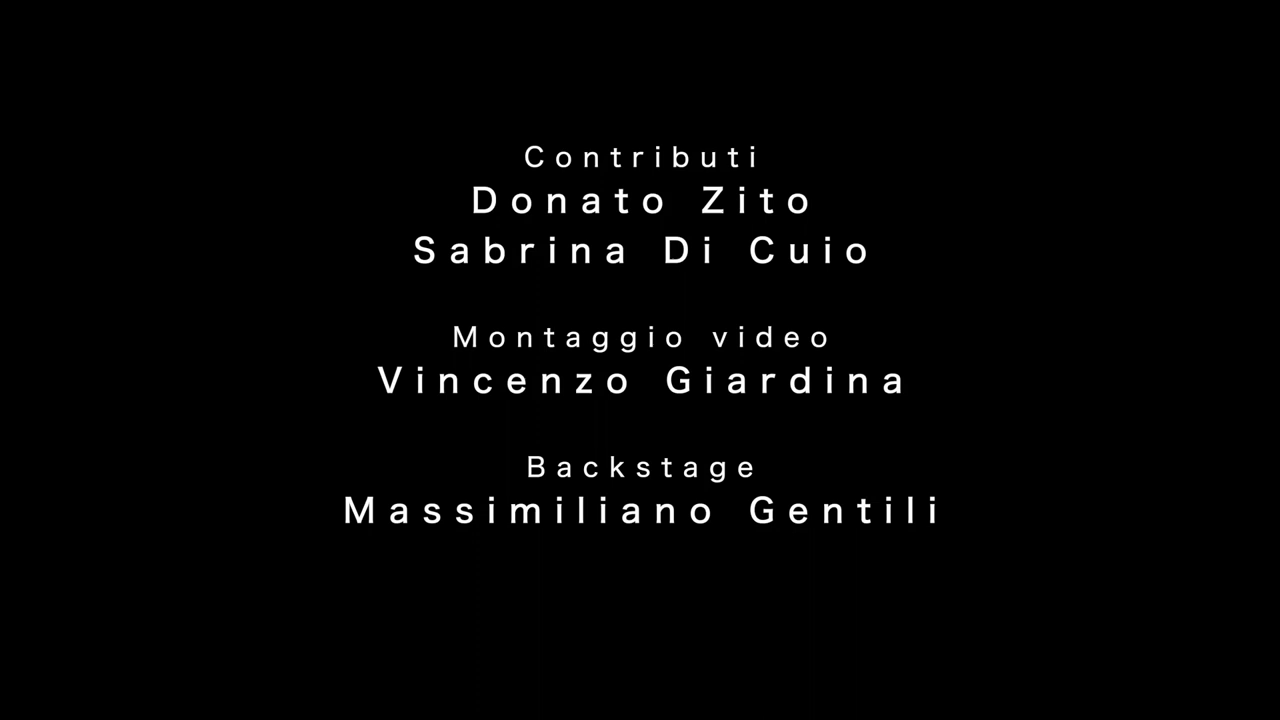 Contributi
Donato Zito
Sabrina Di Cuio
Montaggio video
Vincenzo Giardina
Backstage
Massimiliano Gentili